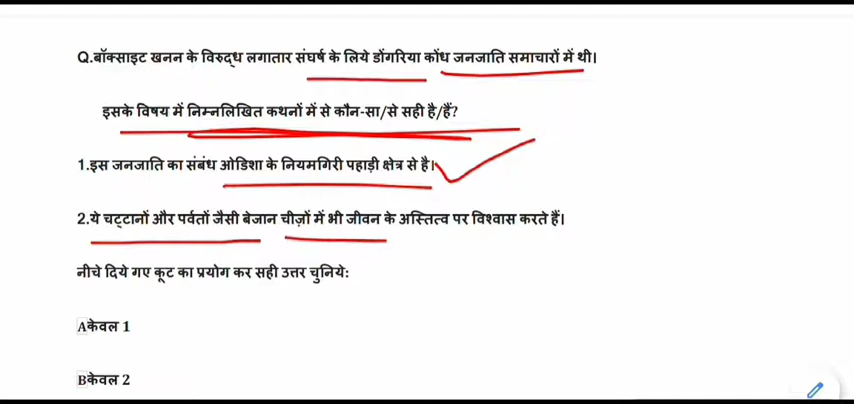 Q.बॉक्साइट खनन के विरुद्ध लगातार संघर्ष के लिये डोंगरिया कोंध जनजाति समाचारों में थी।
इसके विषय में निम्नलिखित कथनों में से कौन-सा/से सही है/हैं?
1.इस जनजाति का संबंध ओडिशा के नियमगिरी पहाड़ी क्षेत्र से है।
2.ये चट्टानों और पर्वतों जैसी बेजान चीज़ों में भी जीवन के अस्तित्व पर विश्वास करते हैं।
नीचे दिये गए कूट का प्रयोग कर सही उत्तर चुनिये:
Aकेवल 1
Bकेवल 2